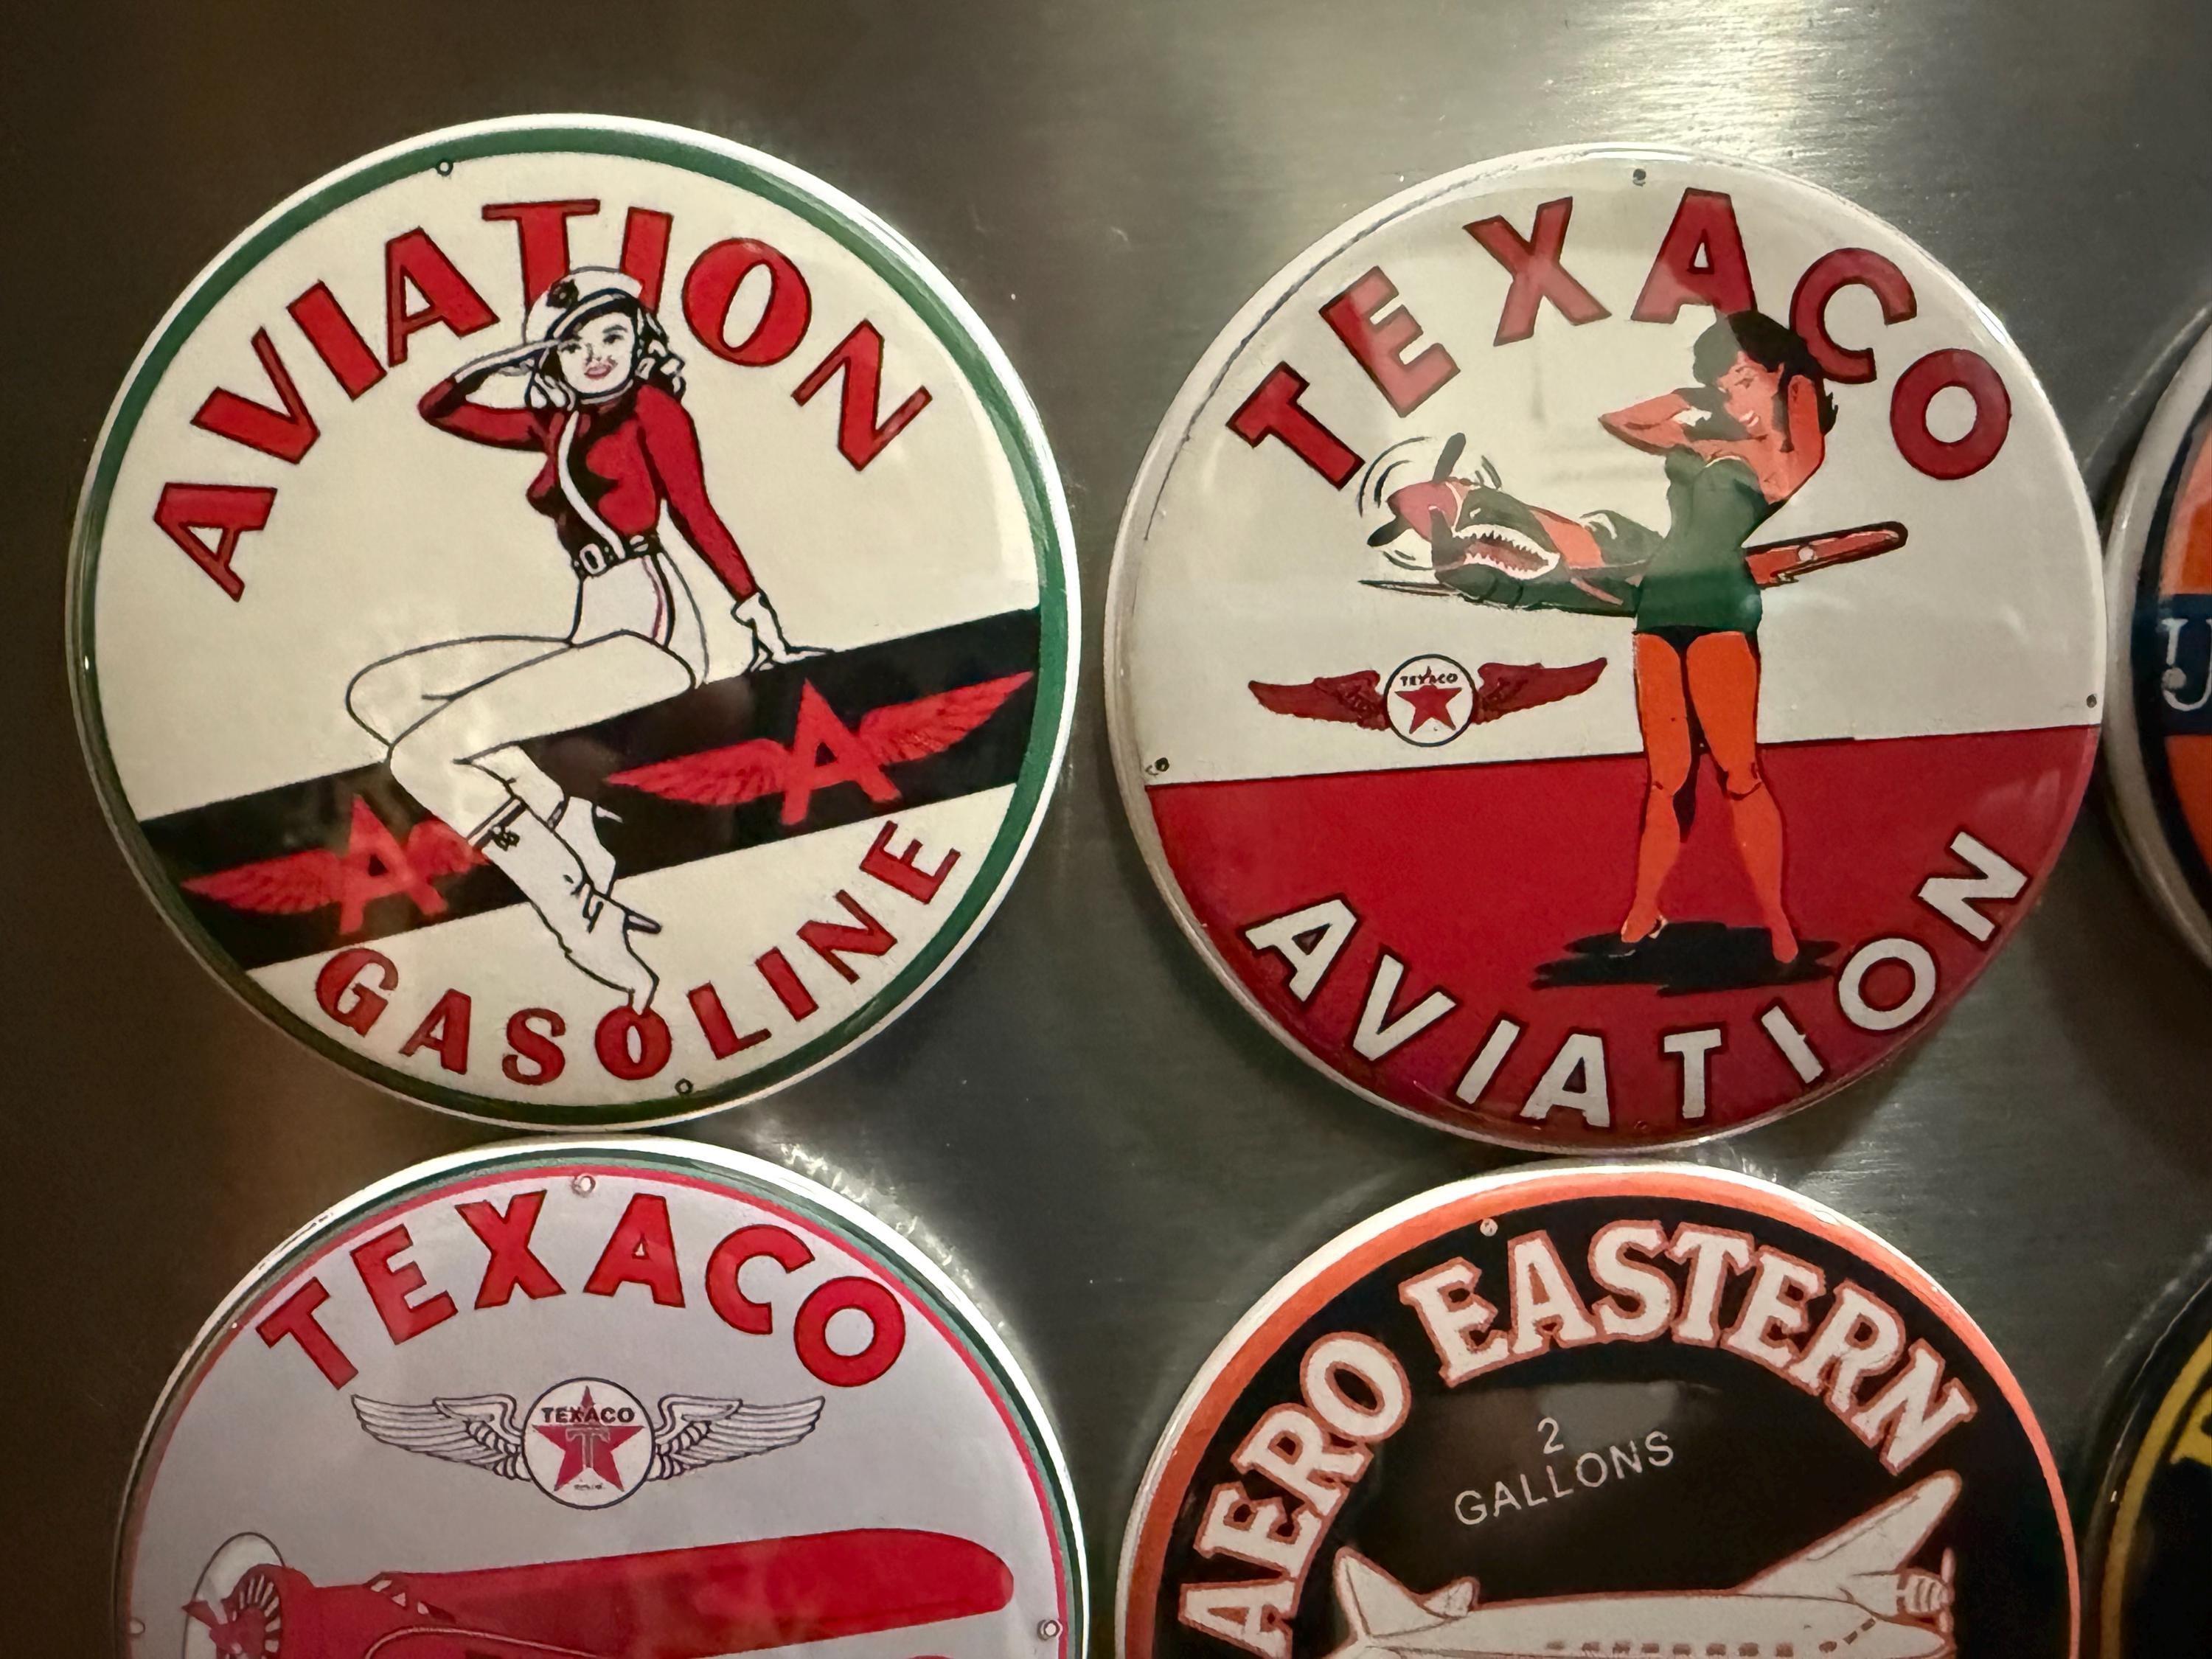 AVIATION
A
A
GASOLINE
TEXACO
TEXACO
AVIATION
TEXACO
TEXACO
T
AERO EASTERN
2
GALLONS
U